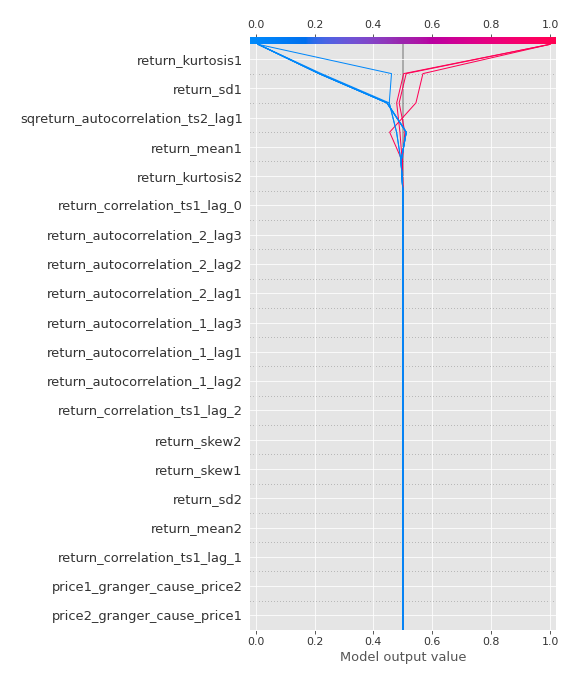 0.0 0.2 0.4 0.6 0.8 1.0
return_kurtosis1
return_sd1
sqreturn_autocorrelation_ts2_lag1
return_mean1
return_kurtosis2
return_correlation_ts1_lag_0
return_autocorrelation_2_lag3
return_autocorrelation_2_lag2
return_autocorrelation_2_lag1
return_autocorrelation_1_lag3
return_autocorrelation_1_lag1
return_autocorrelation_1_lag2
return_correlation_ts1_lag_2
return_skew2
return_skew1
return_sd2
return_mean2
return_correlation_ts1_lag_1
price1_granger_cause_price2
price2_granger_cause_price1
0.0 0.2 0.4 0.6 0.8 1.0
Model output value